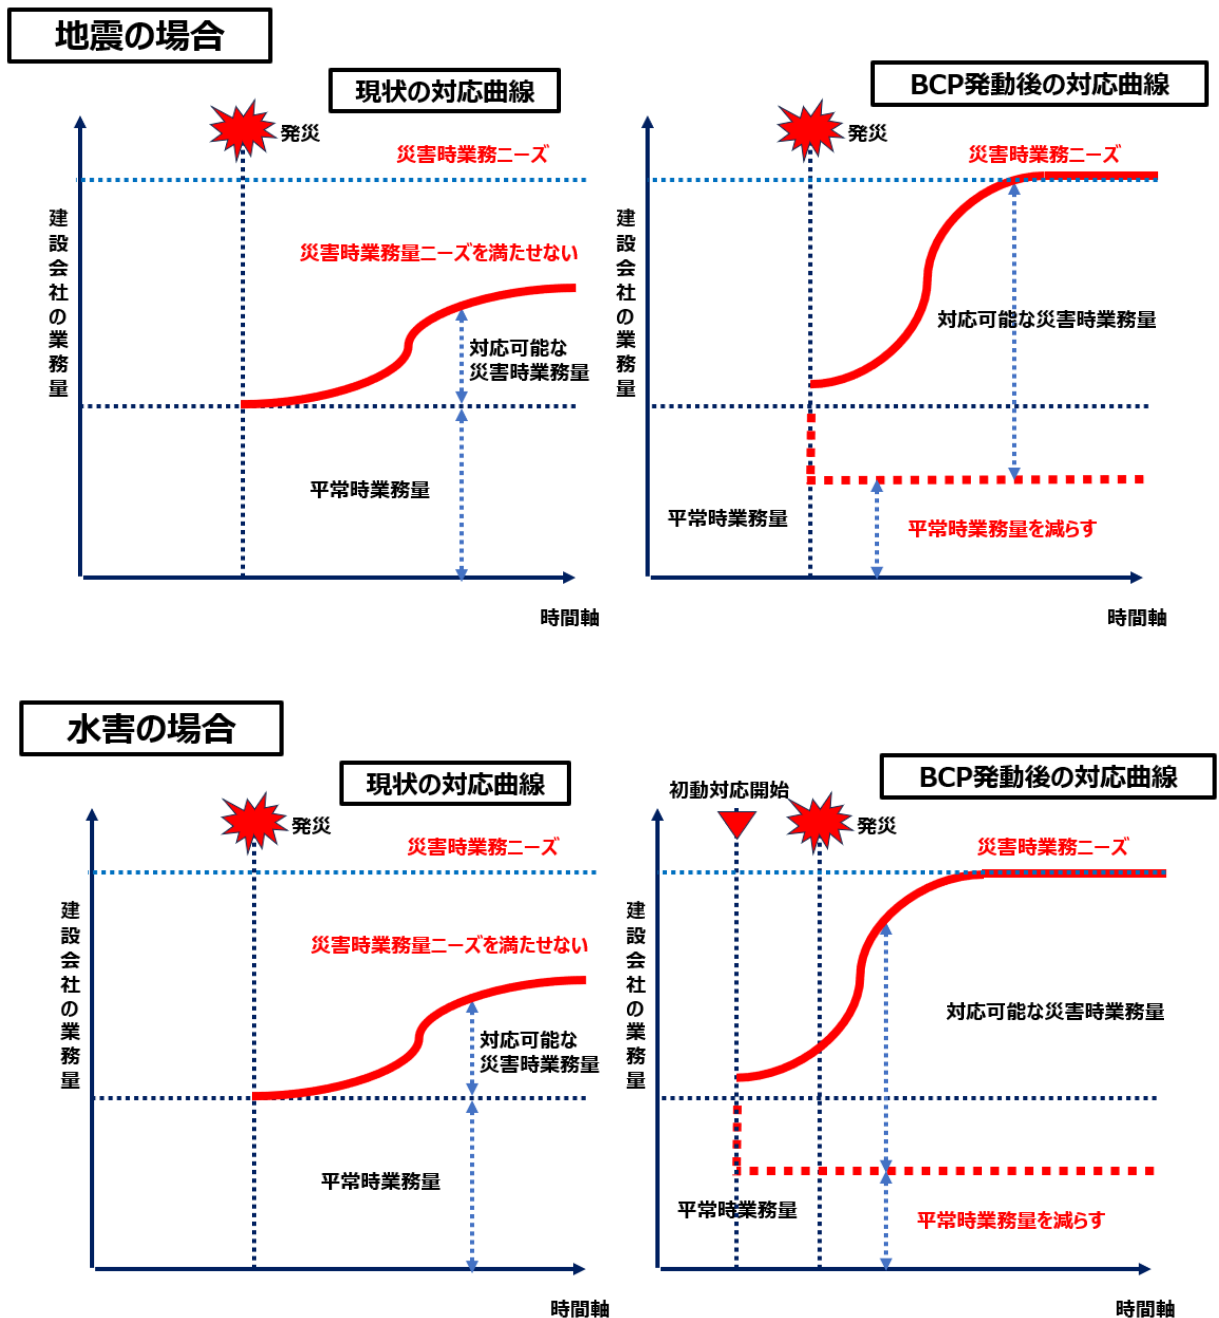 地震の場合
現状の対応曲線
発災
災害時業務ニーズ
建設会社の業務量
災害時業務量ニーズを満たせない
対応可能な
災害時業務量
平常時業務量
時間軸
BCP発動後の対応曲線
発災
災害時業務ニーズ
建設会社の業務量
対応可能な災害時業務量
平常時業務量
平常時業務量を減らす
時間軸
水害の場合
現状の対応曲線
発災
災害時業務ニーズ
建設会社の業務量
災害時業務量ニーズを満たせない
対応可能な
災害時業務量
平常時業務量
時間軸
BCP発動後の対応曲線
初動対応開始
発災
災害時業務ニーズ
建設会社の業務量
対応可能な災害時業務量
平常時業務量
平常時業務量を減らす
時間軸